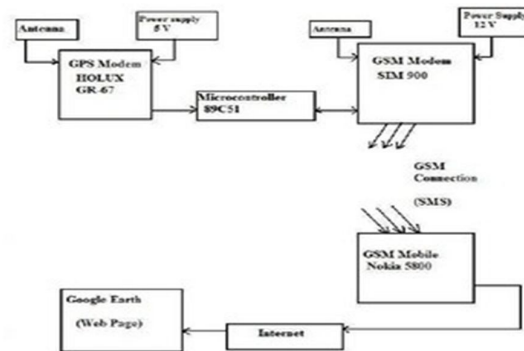 Antenna
Power supply
5 V
Antenna
Power Supply
12 V
GPS Modem
HOLUX
GR-67
GSM Modem
SIM 900
Microcontroller
89C51
GSM
Connection
(SMS)
GSM Mobile
Nokia 5800
Google Earth
(Web Page)
Internet